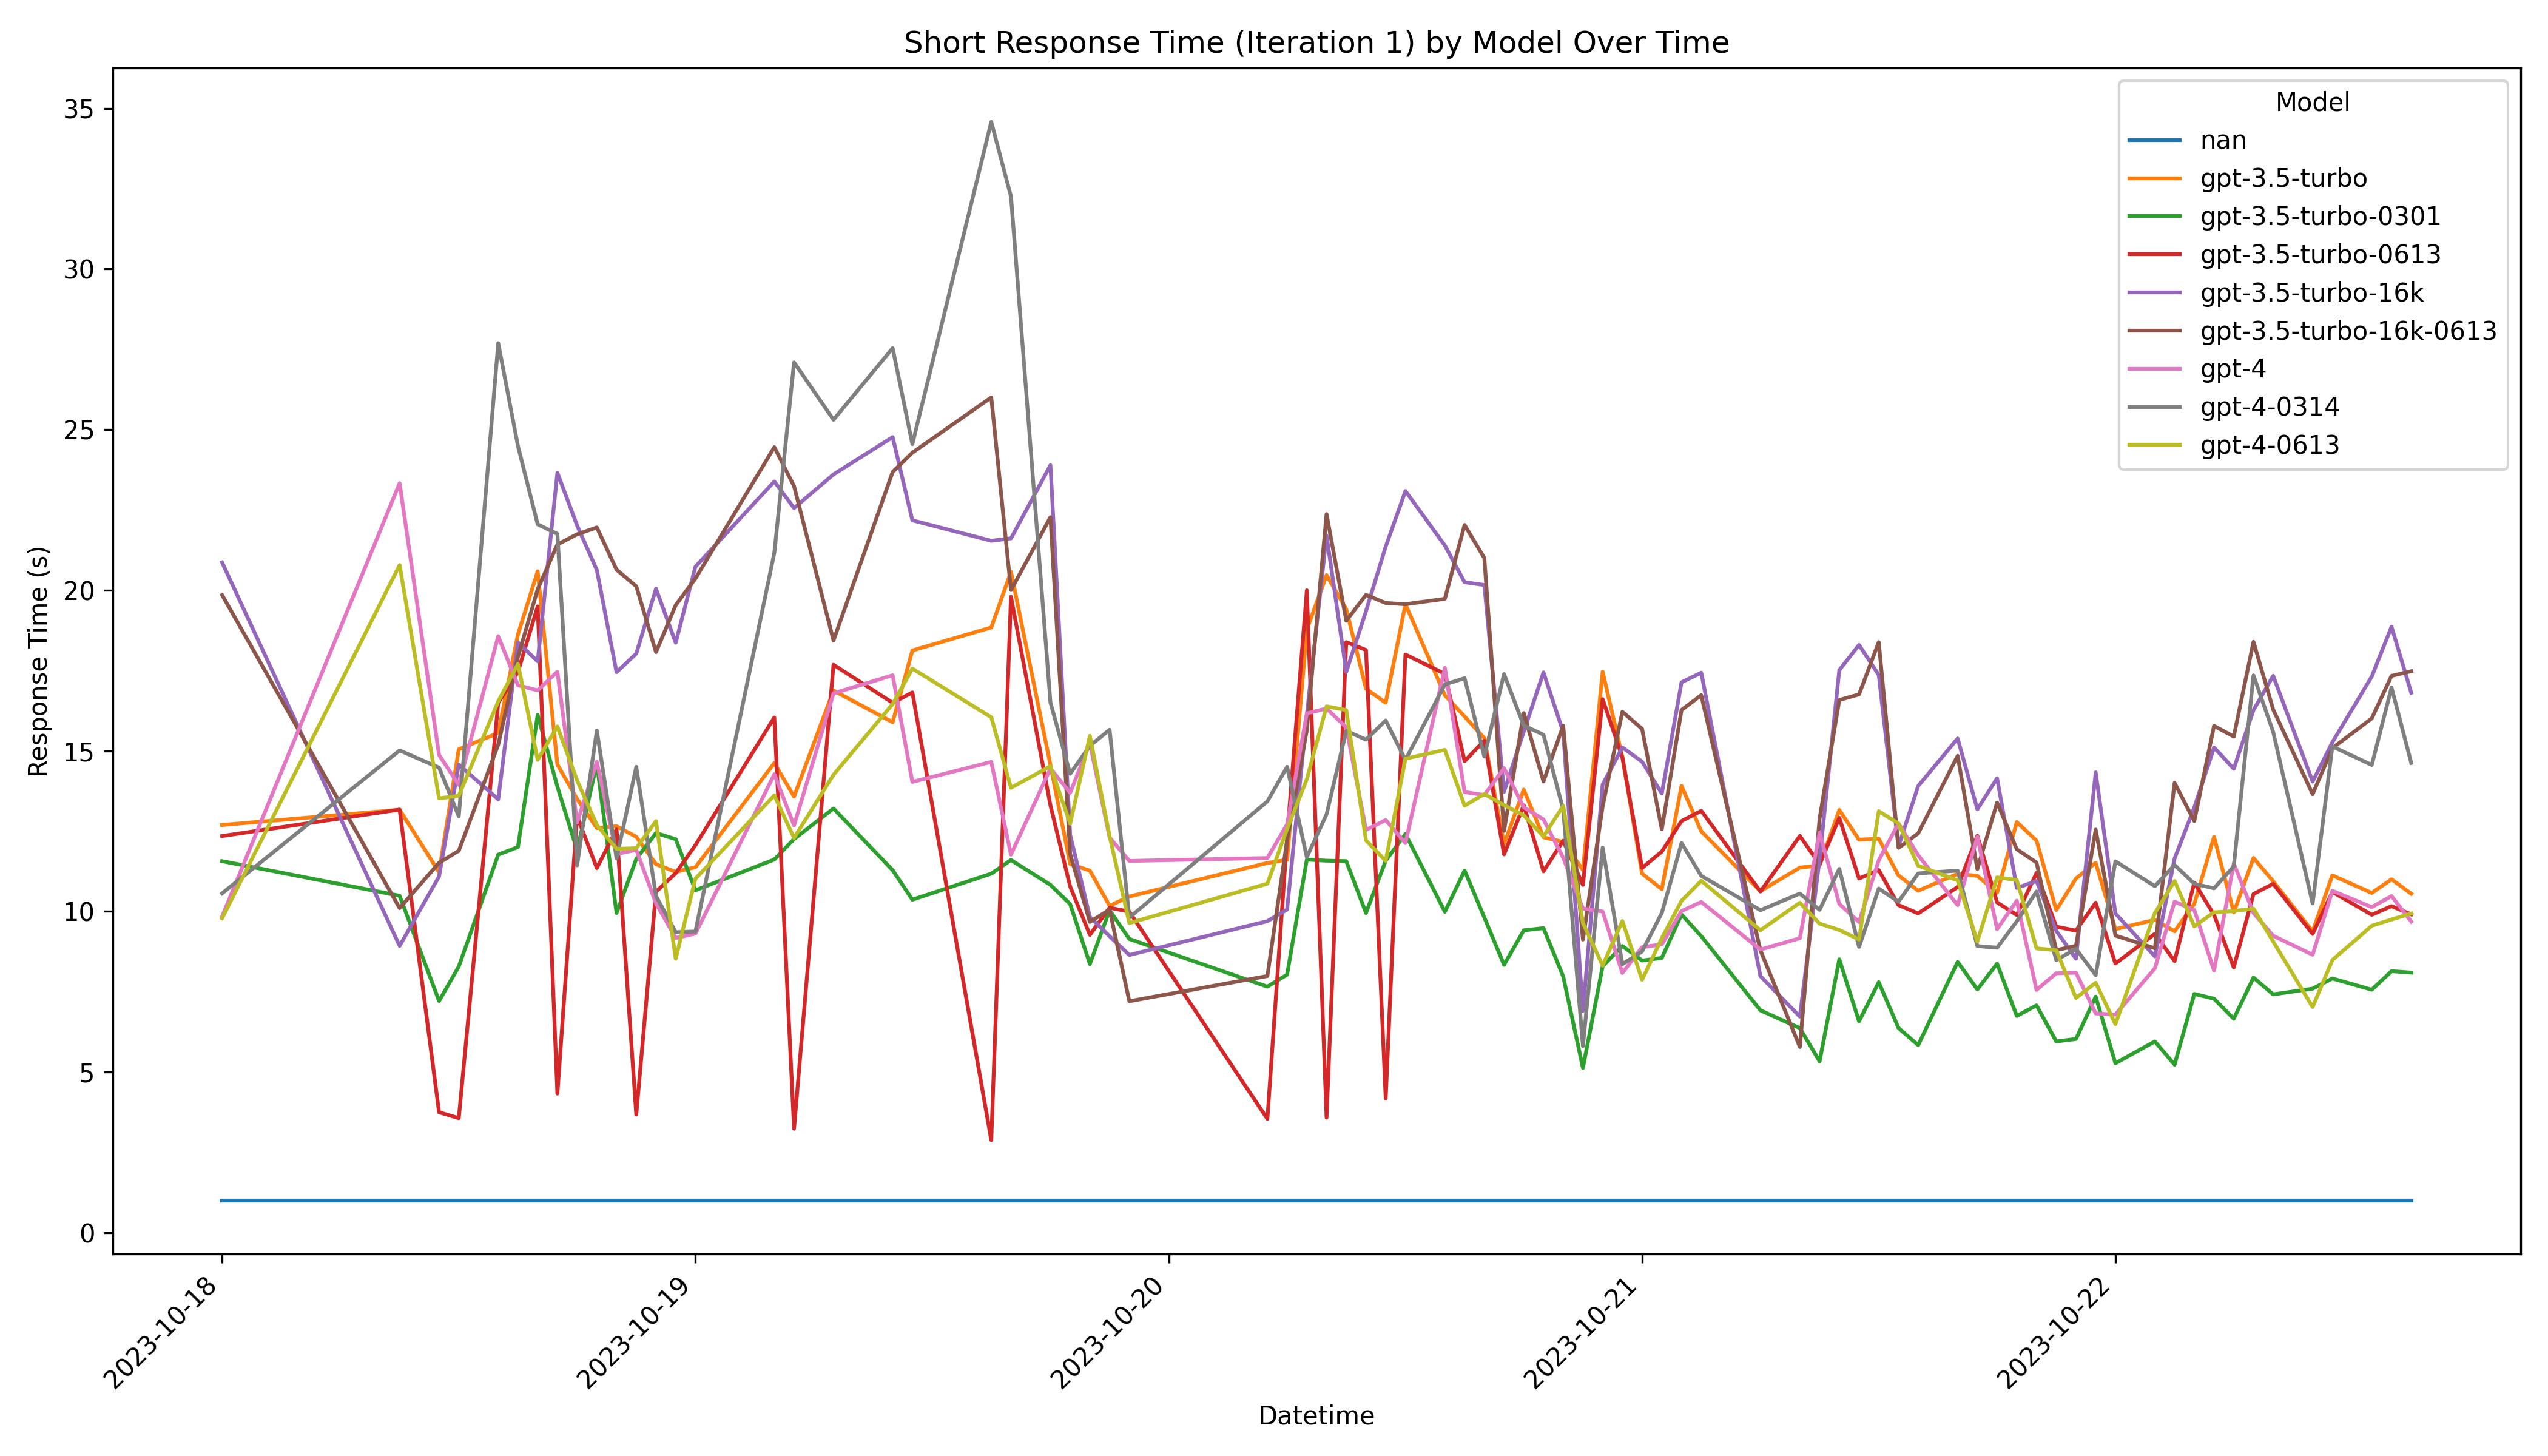 Short Response Time (Iteration 1) by Model Over Time
Response Time (s)
35
30
25
20
15
10
5
0
Model
nan
gpt-3.5-turbo
gpt-3.5-turbo-0301
gpt-3.5-turbo-0613
gpt-3.5-turbo-16k
gpt-3.5-turbo-16k-0613
gpt-4
gpt-4-0314
gpt-4-0613
2023-10-18
2023-10-19
2023-10-20
2023-10-21
2023-10-22
Datetime